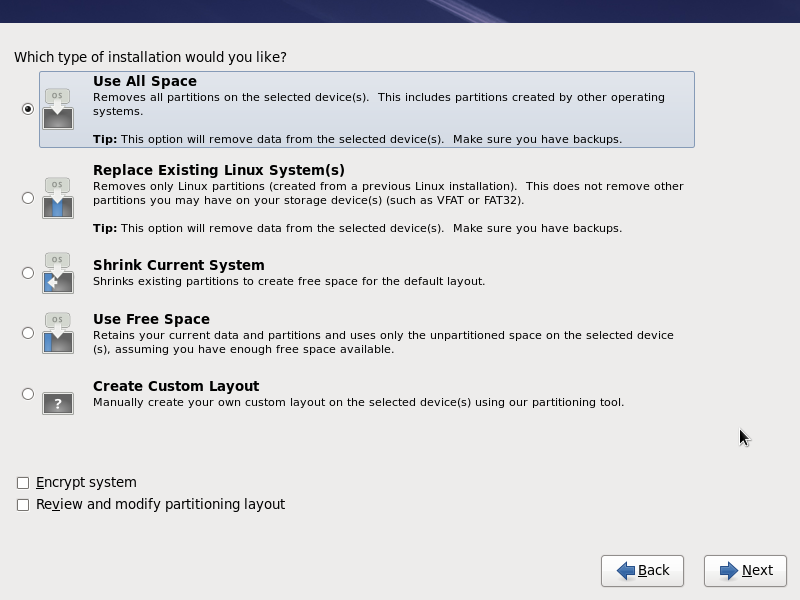 Which type of installation would you like?
OS
Use All Space
Removes all partitions on the selected device(s).  This includes partitions created by other operating
systems.
Tip: This option will remove data from the selected device(s).  Make sure you have backups.
OS
Replace Existing Linux System(s)
Removes only Linux partitions (created from a previous Linux installation).  This does not remove other
partitions you may have on your storage device(s) (such as VFAT or FAT32).
Tip: This option will remove data from the selected device(s).  Make sure you have backups.
OS
Shrink Current System
Shrinks existing partitions to create free space for the default layout.
OS
Use Free Space
Retains your current data and partitions and uses only the unpartitioned space on the selected device
(s), assuming you have enough free space available.
?
Create Custom Layout
Manually create your own custom layout on the selected device(s) using our partitioning tool.
Encrypt system
Review and modify partitioning layout
Back
Next